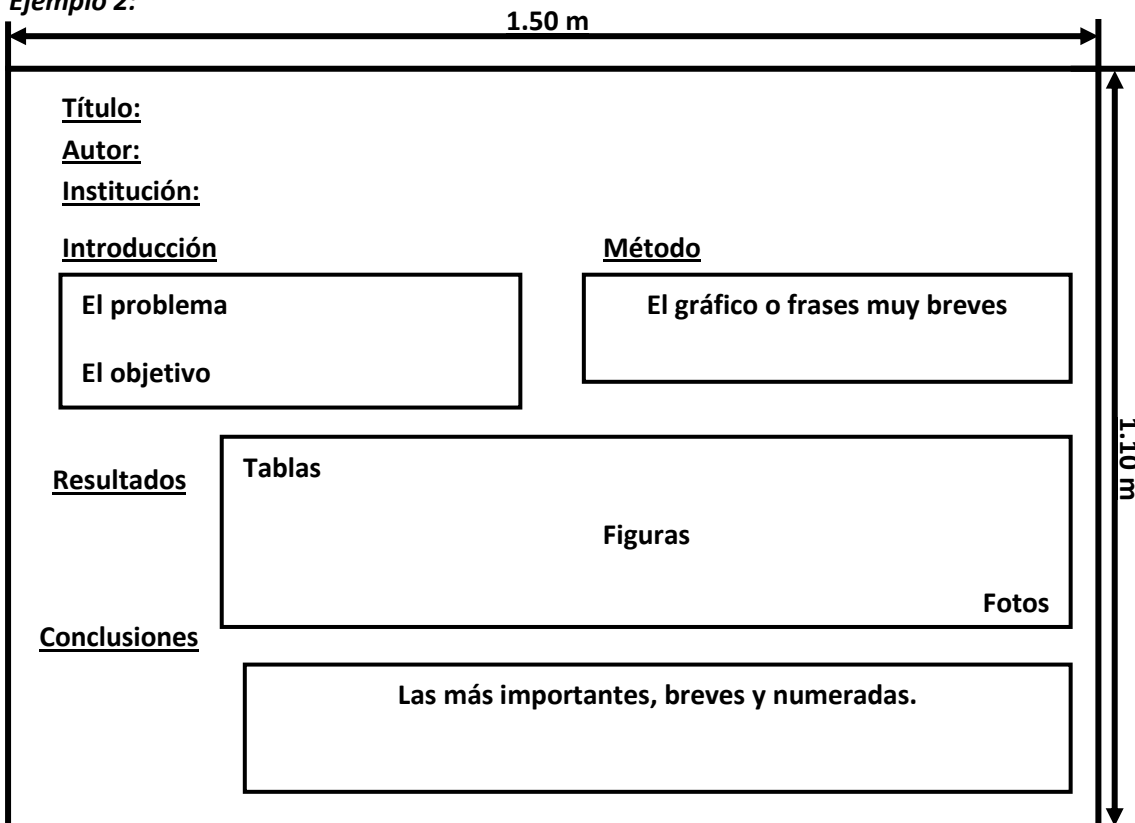 Ejemplo 2:
1.50 m
Título:
Autor:
Institución:
Introducción
Método
El problema
El gráfico o frases muy breves
El objetivo
1.10 m
Resultados
Tablas
Figuras
Fotos
Conclusiones
Las más importantes, breves y numeradas.